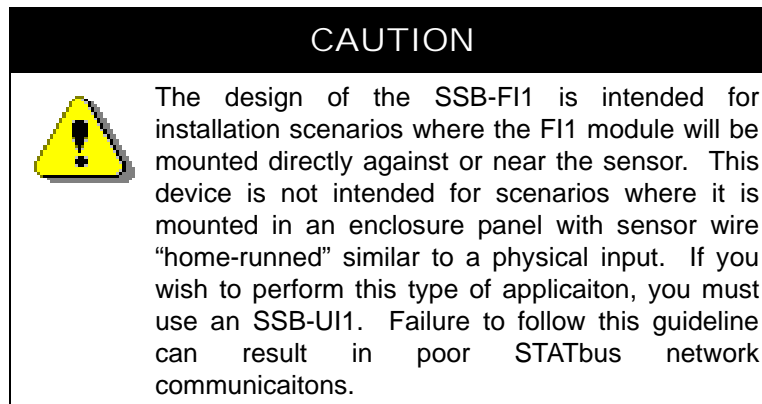 CAUTION
The design of the SSB-FI1 is intended for
installation scenarios where the FI1 module will be
mounted directly against or near the sensor. This
device is not intended for scenarios where it is
mounted in an enclosure panel with sensor wire
“home-runned” similar to a physical input. If you
wish to perform this type of applicaiton, you must
use an SSB-UI1. Failure to follow this guideline
can result in poor STATbus network
communicaitons.